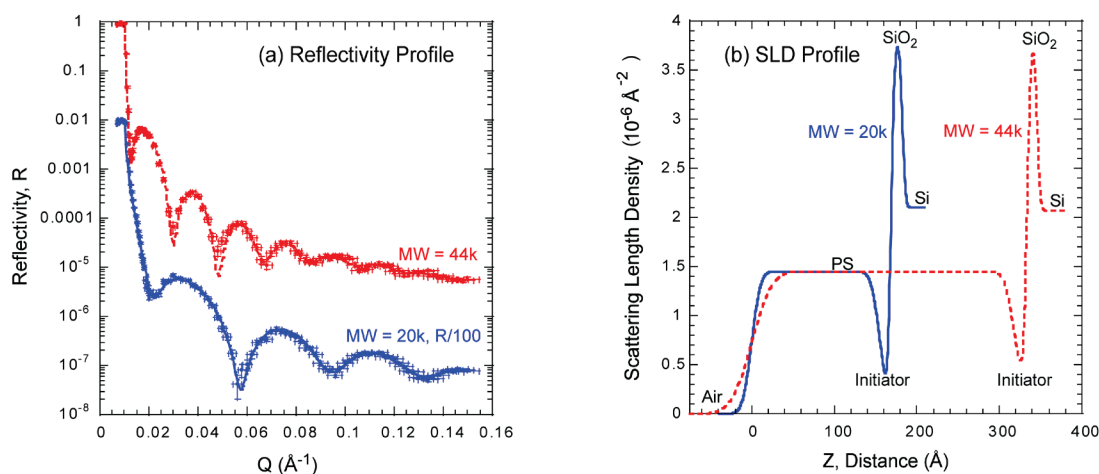 (a) Reflectivity Profile
Reflectivity, R
1
0.1
0.01
0.001
0.0001
10⁻⁵
10⁻⁶
10⁻⁷
10⁻⁸
MW = 44k
MW = 20k, R/100
0
0.02
0.04
0.06
0.08
0.1
0.12
0.14
0.16
Q (Å⁻¹)
(b) SLD Profile
Scattering Length Density (10⁻⁶ Å⁻²)
4
3.5
3
2.5
2
1.5
1
0.5
0
SiO₂
SiO₂
MW = 20k
MW = 44k
Si
Si
PS
Initiator
Initiator
Air
0
100
200
300
400
Z, Distance (Å)